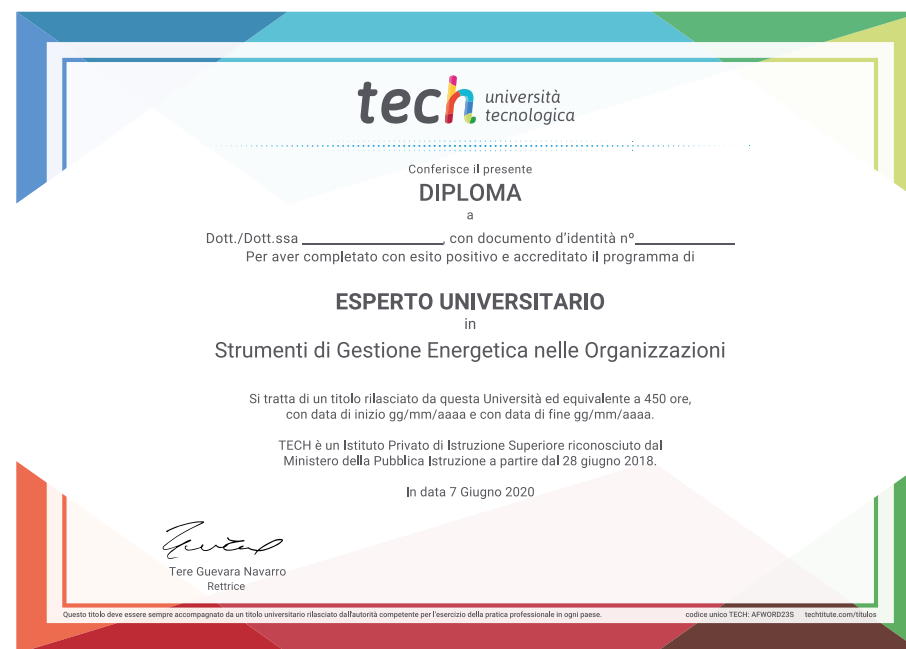 tech università
tecnologica
Conferisce il presente
DIPLOMA
a
Dott./Dott.ssa ____________________, con documento d'identità nº______________
Per aver completato con esito positivo e accreditato il programma di
ESPERTO UNIVERSITARIO
in
Strumenti di Gestione Energetica nelle Organizzazioni
Si tratta di un titolo rilasciato da questa Università ed equivalente a 450 ore,
con data di inizio gg/mm/aaaa e con data di fine gg/mm/aaaa.
TECH è un Istituto Privato di Istruzione Superiore riconosciuto dal
Ministero della Pubblica Istruzione a partire dal 28 giugno 2018.
In data 7 Giugno 2020
Tere Guevara Navarro
Rettrice
Questo titolo deve essere sempre accompagnato da un titolo universitario rilasciato dall'autorità competente per l'esercizio della pratica professionale in ogni paese. codice unico TECH: AFWORD23S techtitute.com/titulos